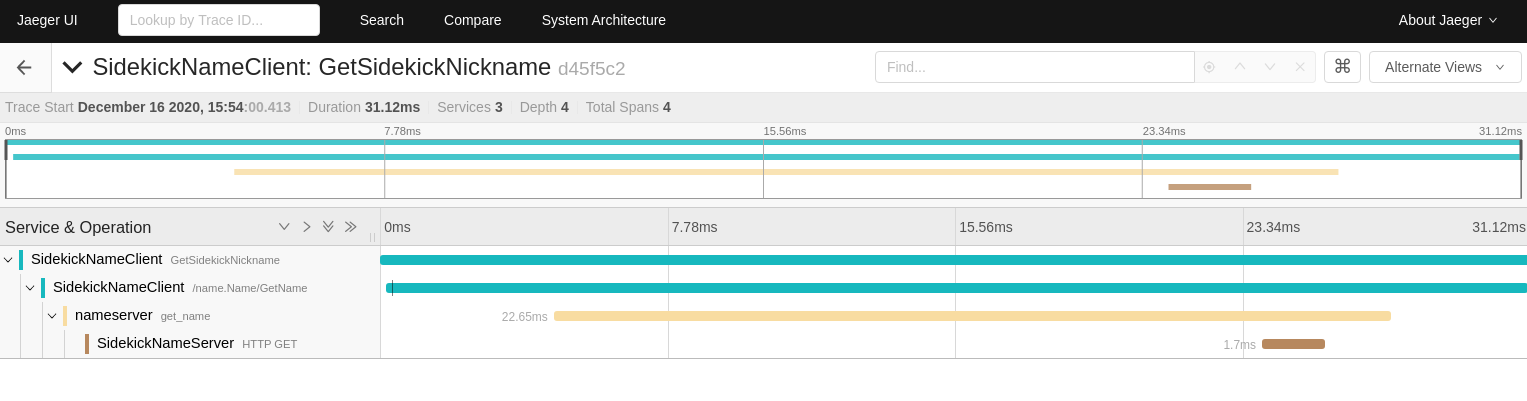 Jaeger UI Lookup by Trace ID... Search Compare System Architecture About Jaeger
SidekickNameClient: GetSidekickNickname d45f5c2 Find... ⌘ Alternate Views
Trace Start December 16 2020, 15:54:00.413 Duration 31.12ms Services 3 Depth 4 Total Spans 4
0ms 7.78ms 15.56ms 23.34ms 31.12ms
Service & Operation 0ms 7.78ms 15.56ms 23.34ms 31.12ms
SidekickNameClient GetSidekickNickname
SidekickNameClient /name.Name/GetName
nameserver get_name 22.65ms
SidekickNameServer HTTP GET 1.7ms